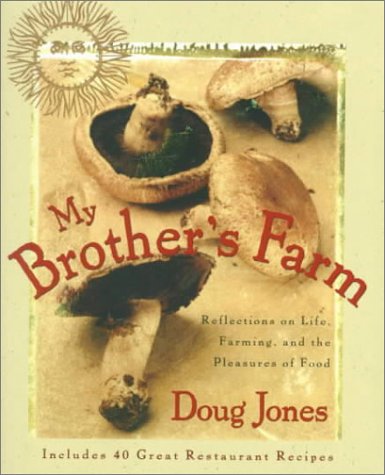 My
Brother's Farm
Reflections on Life,
Farming, and the
Pleasures of Food
Doug Jones
Includes 40 Great Restaurant Recipes